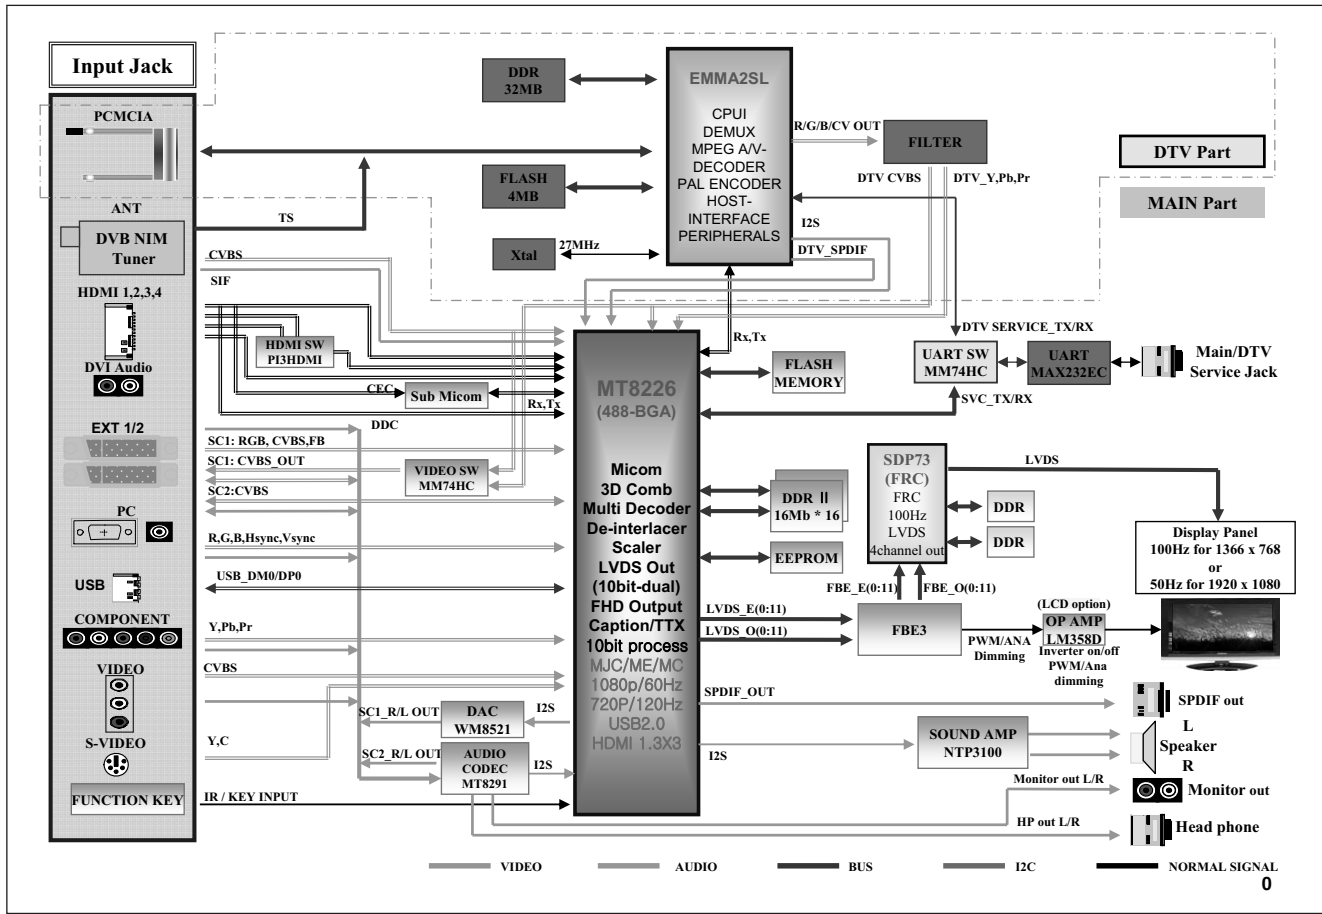 Input Jack
PCMCIA
ANT
DVB NIM
Tuner
HDMI 1,2,3,4
DVI Audio
EXT 1/2
PC
USB
COMPONENT
VIDEO
S-VIDEO
FUNCTION KEY
TS
CVBS
SIF
HDMI SW
PI3HDMI
CEC
Sub Micom
Rx,Tx
DDC
SC1: RGB, CVBS,FB
SC1: CVBS_OUT
SC2:CVBS
VIDEO SW
MM74HC
R,G,B,Hsync,Vsync
USB_DM0/DP0
Y,Pb,Pr
CVBS
Y,C
SC1_R/L OUT
DAC
WM8521
I2S
SC2_R/L OUT
AUDIO
CODEC
MT8291
I2S
IR / KEY INPUT
DDR
32MB
FLASH
4MB
Xtal
27MHz
EMMA2SL
CPUI
DEMUX
MPEG A/V-
DECODER
PAL ENCODER
HOST-
INTERFACE
PERIPHERALS
R/G/B/CV OUT
FILTER
DTV CVBS
DTV_Y,Pb,Pr
I2S
DTV_SPDIF
DTV Part
MAIN Part
Rx,Tx
DTV SERVICE_TX/RX
UART SW
MM74HC
UART
MAX232EC
Main/DTV
Service Jack
SVC_TX/RX
FLASH
MEMORY
MT8226
(488-BGA)
Micom
3D Comb
Multi Decoder
De-interlacer
Scaler
LVDS Out
(10bit-dual)
FHD Output
Caption/TTX
10bit process
MJC/ME/MC
1080p/60Hz
720P/120Hz
USB2.0
HDMI 1.3X3
DDR II
16Mb * 16
EEPROM
SDP73
(FRC)
FRC
100Hz
LVDS
4channel out
LVDS
DDR
DDR
Display Panel
100Hz for 1366 x 768
or
50Hz for 1920 x 1080
FBE_E(0:11)
FBE_O(0:11)
LVDS_E(0:11)
LVDS_O(0:11)
FBE3
PWM/ANA
Dimming
(LCD option)
OP AMP
LM358D
Inverter on/off
PWM/Ana
dimming
SPDIF_OUT
SPDIF out
I2S
SOUND AMP
NTP3100
L
Speaker
R
Monitor out L/R
Monitor out
HP out L/R
Head phone
VIDEO
AUDIO
BUS
I2C
NORMAL SIGNAL
0